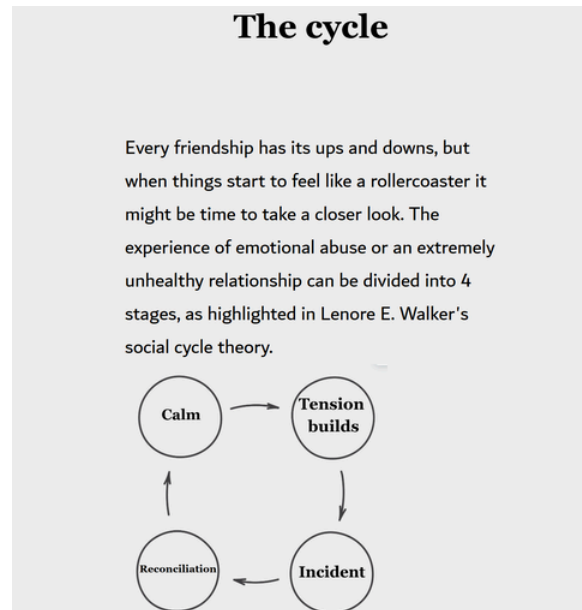 The cycle
Every friendship has its ups and downs, but
when things start to feel like a rollercoaster it
might be time to take a closer look. The
experience of emotional abuse or an extremely
unhealthy relationship can be divided into 4
stages, as highlighted in Lenore E. Walker's
social cycle theory.
Calm
Tension
builds
Reconciliation
Incident